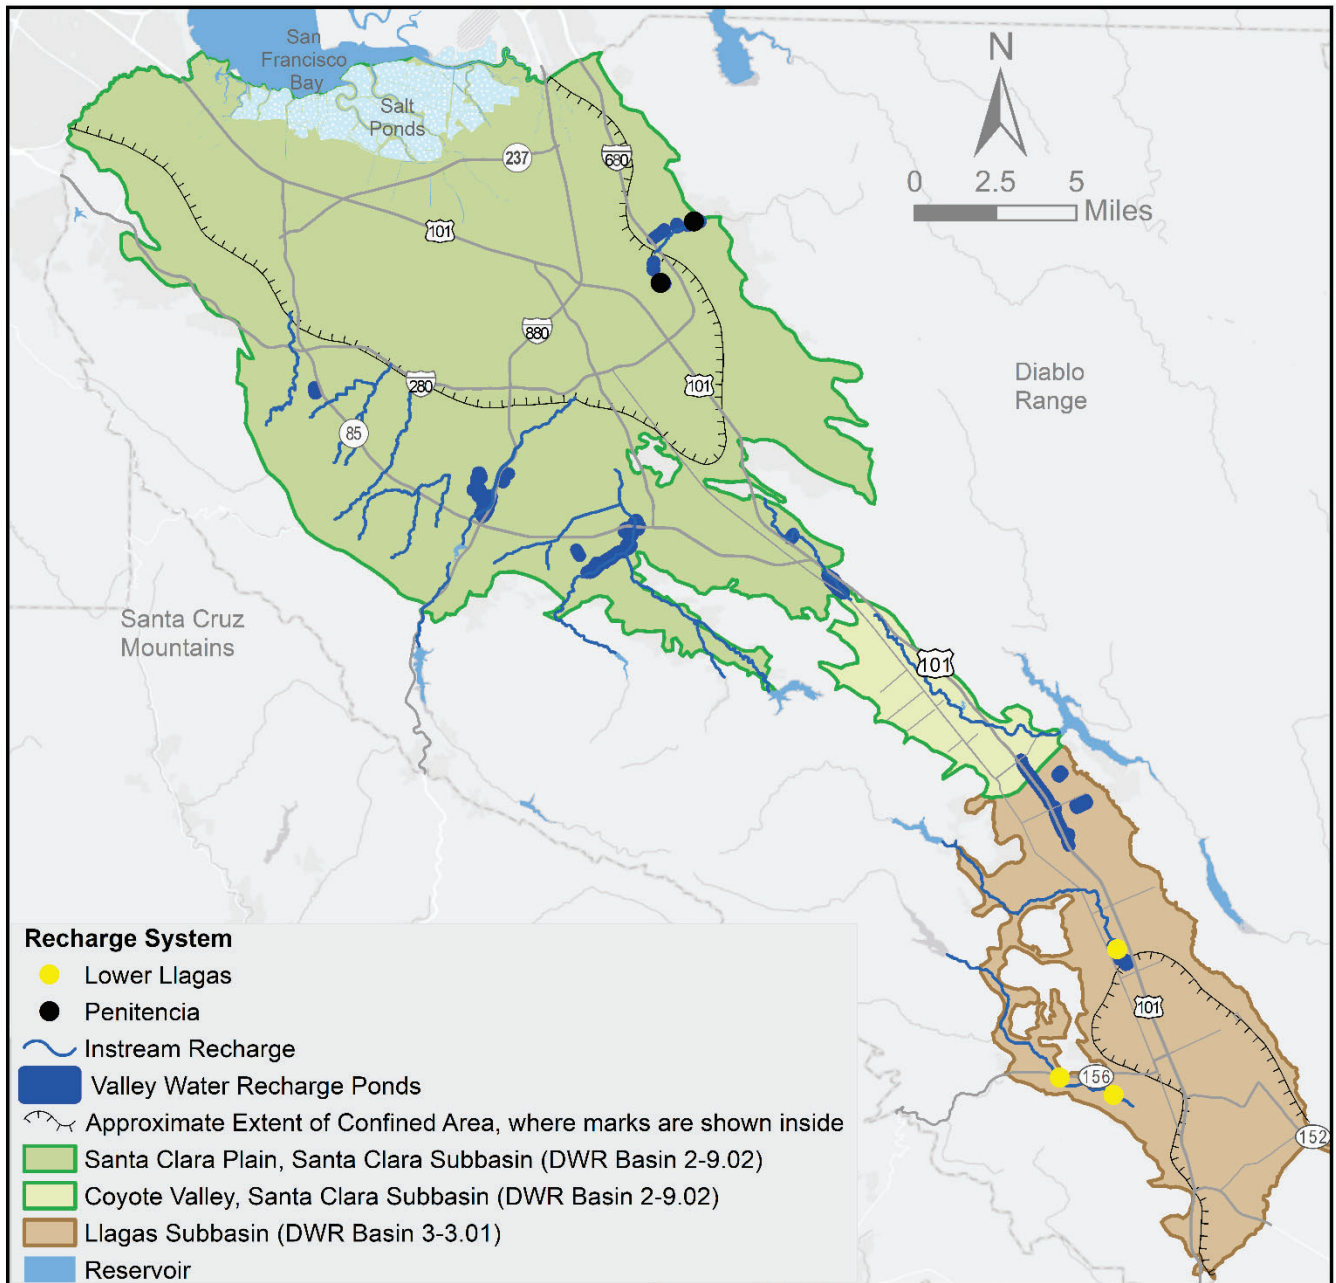 San
Francisco
Bay
Salt
Ponds
N
237
680
0 2.5 5
Miles
101
880
Diablo
Range
280
101
85
Santa Cruz
Mountains
101
Recharge System
Lower Llagas
Penitencia
Instream Recharge
Valley Water Recharge Ponds
Approximate Extent of Confined Area, where marks are shown inside
Santa Clara Plain, Santa Clara Subbasin (DWR Basin 2-9.02)
Coyote Valley, Santa Clara Subbasin (DWR Basin 2-9.02)
Llagas Subbasin (DWR Basin 3-3.01)
Reservoir
101
156
152